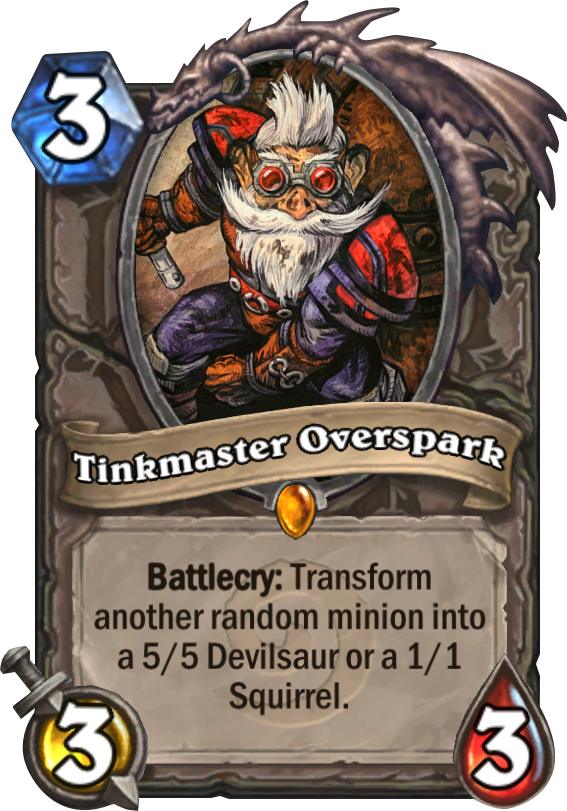 3
Tinkmaster Overspark
Battlecry: Transform
another random minion into
a 5/5 Devilsaur or a 1/1
Squirrel.
3
3